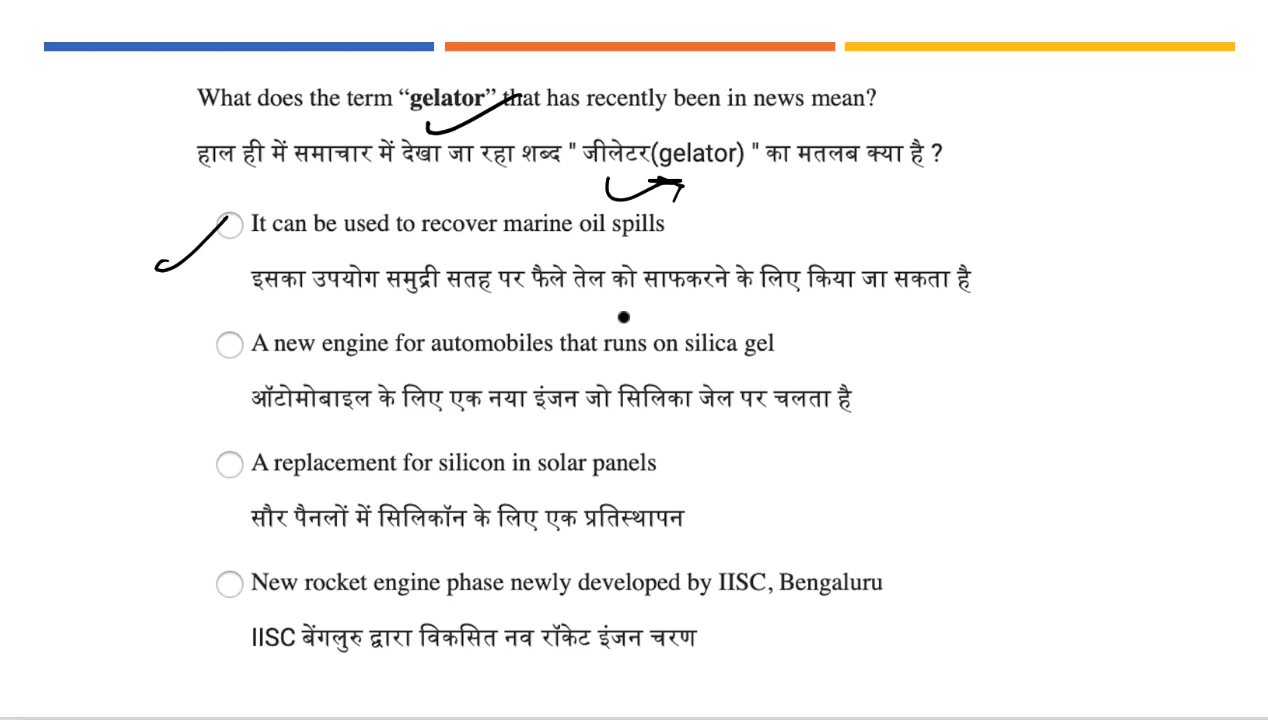 What does the term “gelator” that has recently been in news mean?
हाल ही में समाचार में देखा जा रहा शब्द " जीलेटर(gelator) " का मतलब क्या है ?
It can be used to recover marine oil spills
इसका उपयोग समुद्री सतह पर फैले तेल को साफकरने के लिए किया जा सकता है
A new engine for automobiles that runs on silica gel
ऑटोमोबाइल के लिए एक नया इंजन जो सिलिका जेल पर चलता है
A replacement for silicon in solar panels
सौर पैनलों में सिलिकॉन के लिए एक प्रतिस्थापन
New rocket engine phase newly developed by IISC, Bengaluru
IISC बेंगलुरु द्वारा विकसित नव रॉकेट इंजन चरण